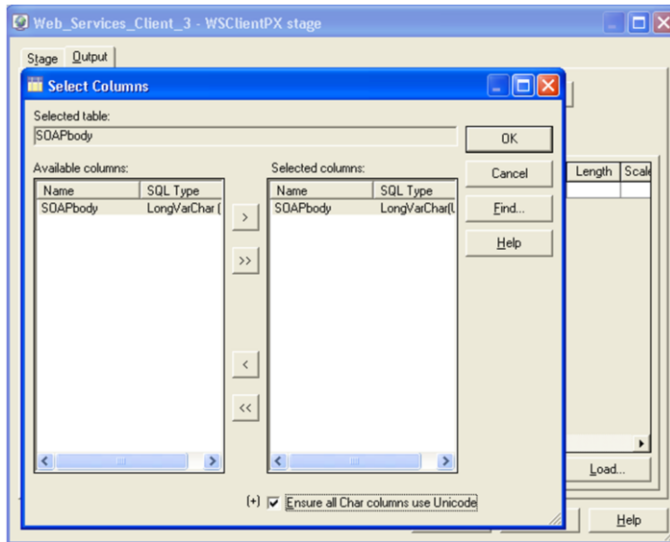 Web_Services_Client_3 - WSClientPX stage
Stage Output
Select Columns
Selected table:
SOAPbody
OK
Available columns:
Selected columns:
Cancel
Length Scale
Name SQL Type
Name SQL Type
SOAPbody LongVarChar (
SOAPbody LongVarChar(U
>
Find...
Help
>>
<
<<
Load...
(+) Ensure all Char columns use Unicode
Help